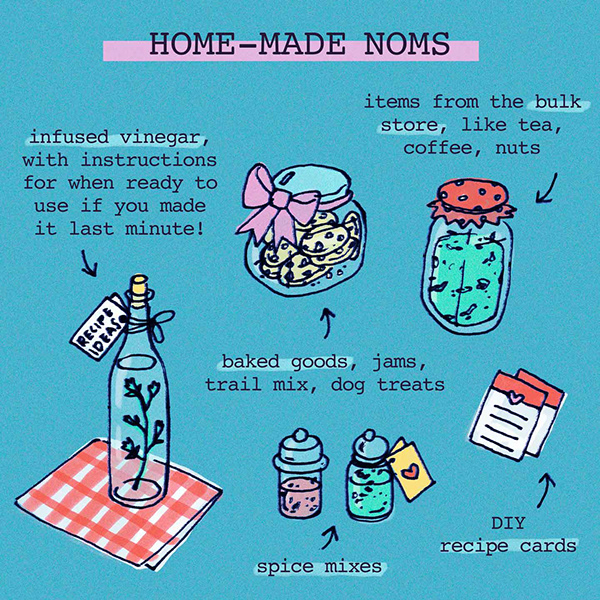 HOME-MADE NOMS
infused vinegar,
with instructions
for when ready to
use if you made
it last minute!
items from the bulk
store, like tea,
coffee, nuts
RECIPE
IDEAS
baked goods, jams,
trail mix, dog treats
spice mixes
DIY
recipe cards